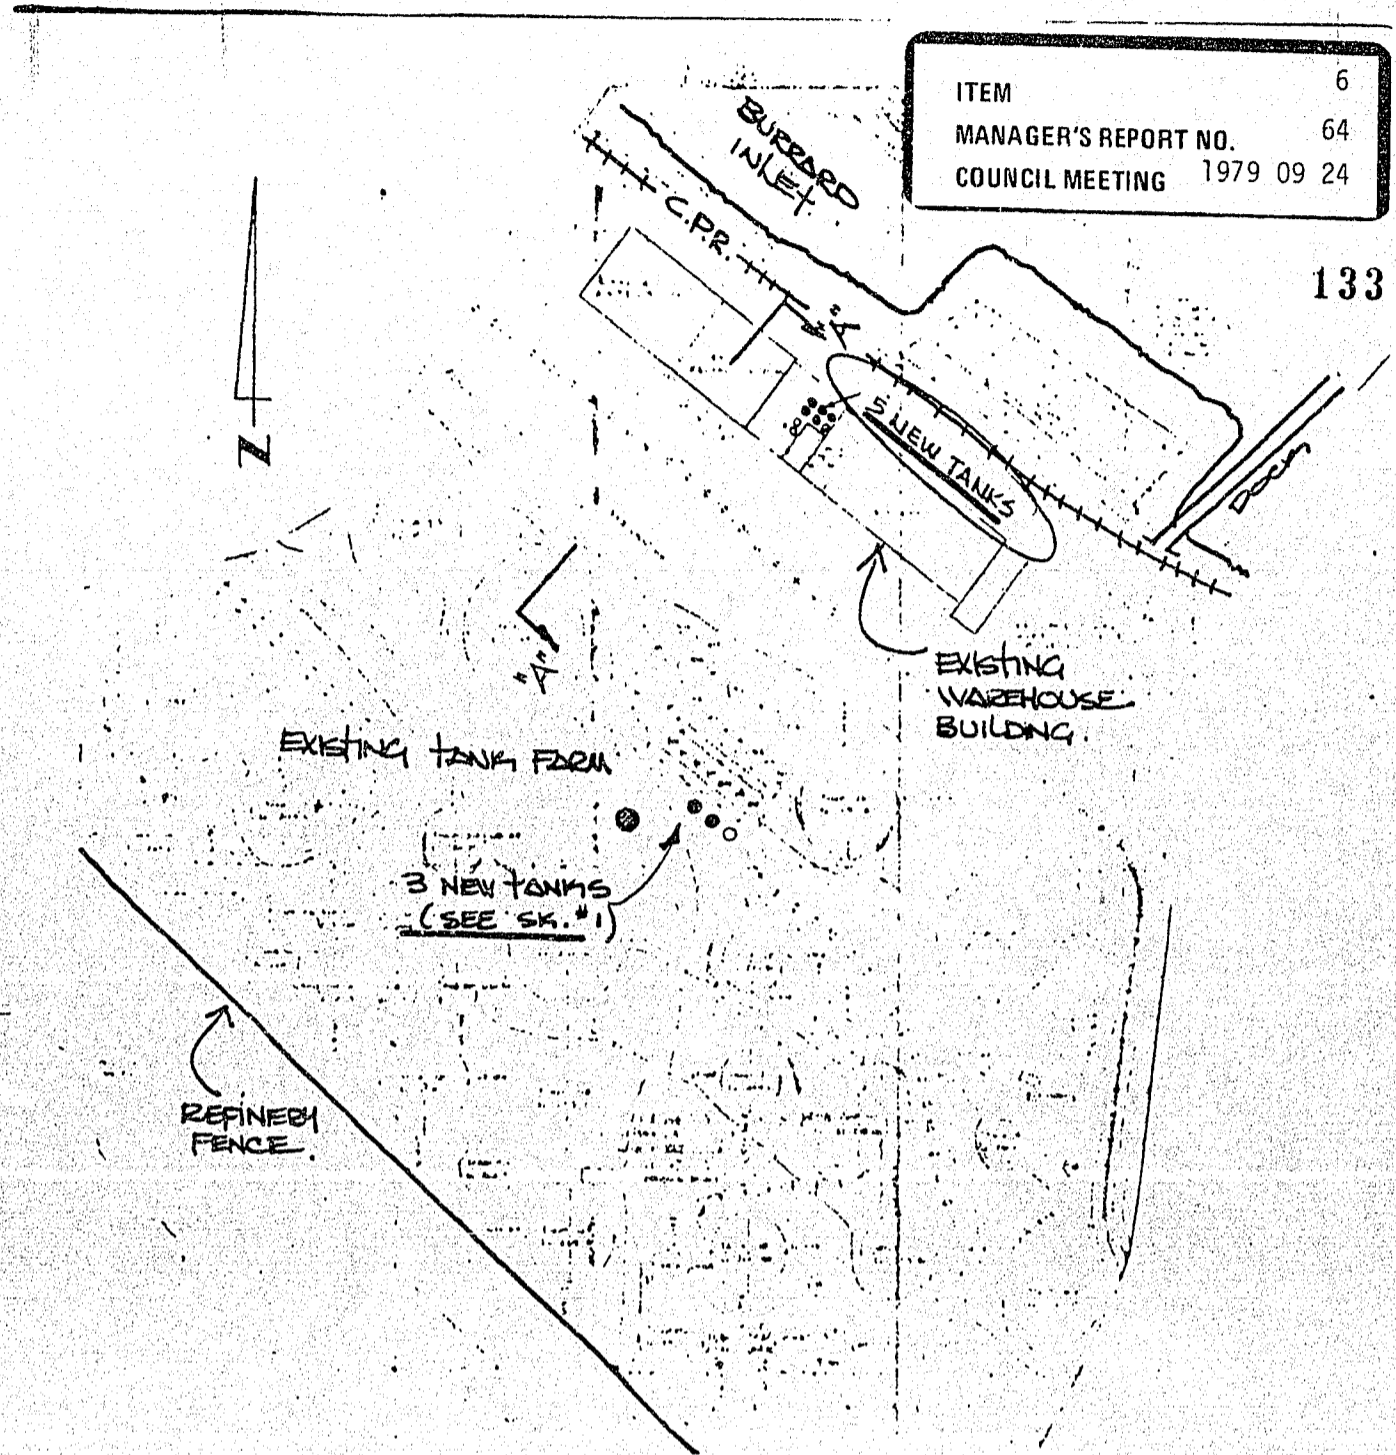 ITEM 6
MANAGER'S REPORT NO. 64
COUNCIL MEETING 1979 09 24
133
BURRARD
INLET.
C.P.R.
"A"
N
5 NEW TANKS
DOCK
"A"
EXISTING
WAREHOUSE
BUILDING.
EXISTING TANK FARM
3 NEW TANKS
(SEE SK. #1)
REFINERY
FENCE.